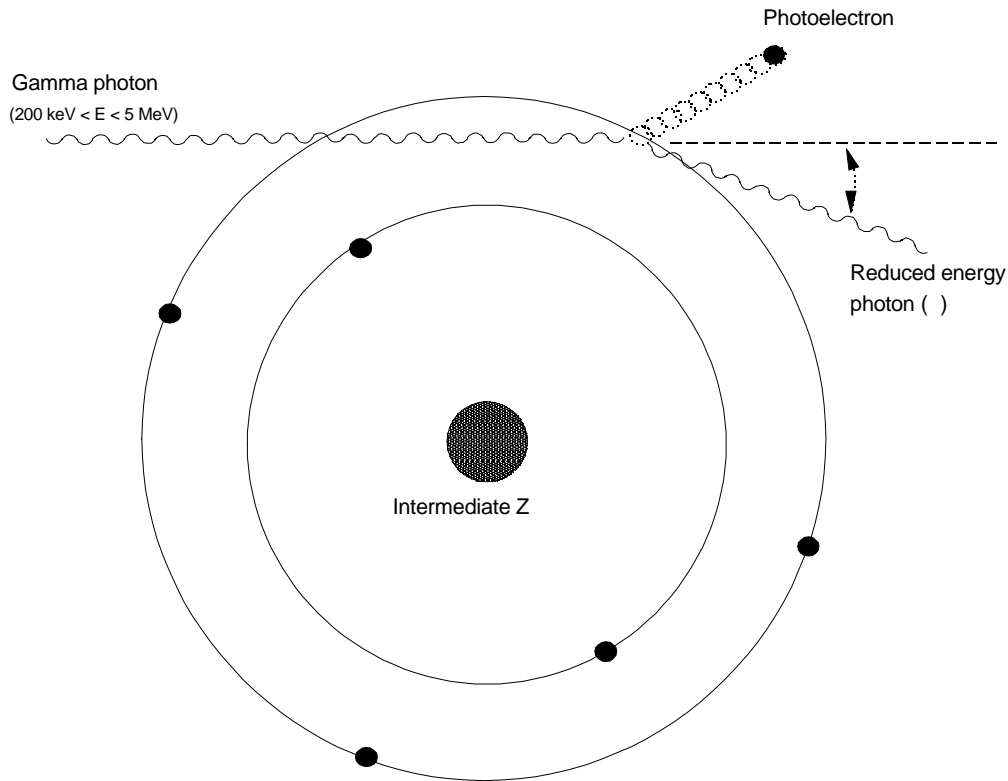 Photoelectron
Gamma photon
(200 keV < E < 5 MeV)
Reduced energy
photon ( )
Intermediate Z